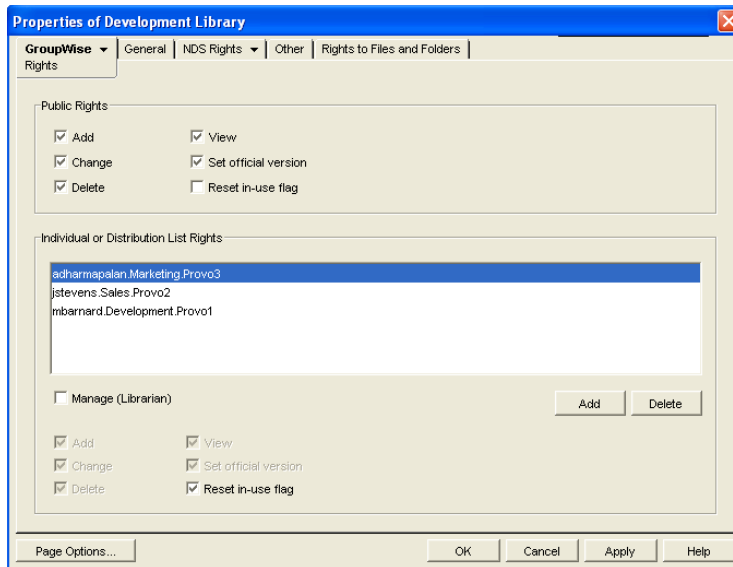 Properties of Development Library
GroupWise General NDS Rights Other Rights to Files and Folders
Rights
Public Rights
Add View
Change Set official version
Delete Reset in-use flag
Individual or Distribution List Rights
adharmapalan.Marketing.Provo3
jstevens.Sales.Provo2
mbarnard.Development.Provo1
Manage (Librarian) Add Delete
Add View
Change Set official version
Delete Reset in-use flag
Page Options... OK Cancel Apply Help